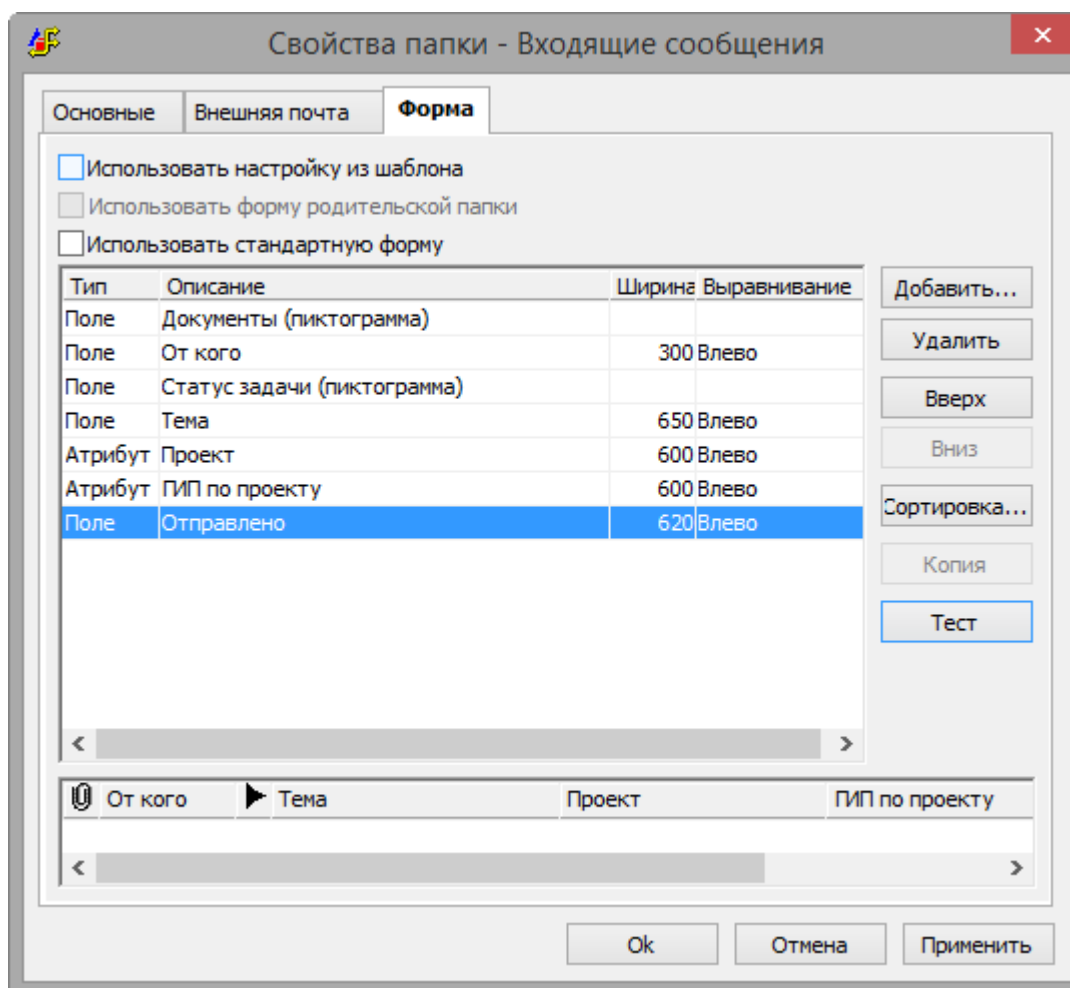 Свойства папки - Входящие сообщения
Основные Внешняя почта Форма
Использовать настройку из шаблона
Использовать форму родительской папки
Использовать стандартную форму
Тип Описание Ширина Выравнивание
Поле Документы (пиктограмма)
Поле От кого 300 Влево
Поле Статус задачи (пиктограмма)
Поле Тема 650 Влево
Атрибут Проект 600 Влево
Атрибут ГИП по проекту 600 Влево
Поле Отправлено 620 Влево
Добавить...
Удалить
Вверх
Вниз
Сортировка...
Копия
Тест
От кого Тема Проект ГИП по проекту
Ok Отмена Применить